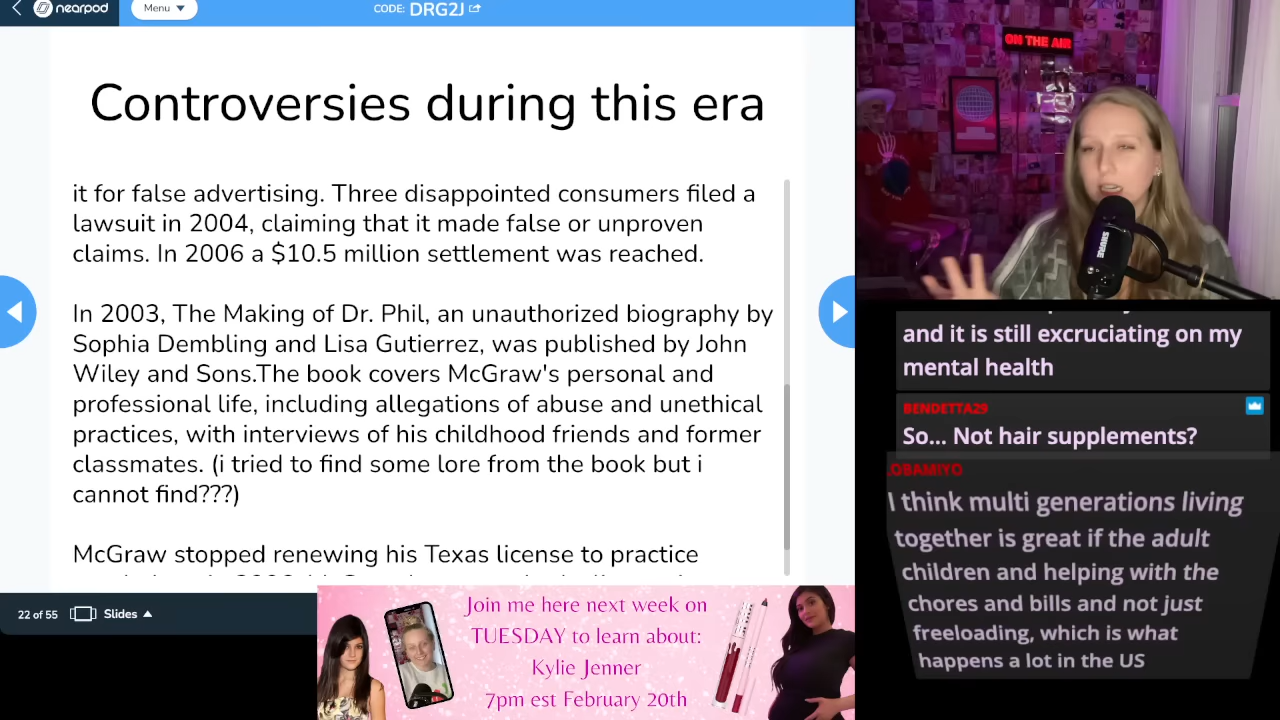 nearpod
Menu
CODE: DRG2J
Controversies during this era
it for false advertising. Three disappointed consumers filed a
lawsuit in 2004, claiming that it made false or unproven
claims. In 2006 a $10.5 million settlement was reached.
In 2003, The Making of Dr. Phil, an unauthorized biography by
Sophia Dembling and Lisa Gutierrez, was published by John
Wiley and Sons.The book covers McGraw's personal and
professional life, including allegations of abuse and unethical
practices, with interviews of his childhood friends and former
classmates. (i tried to find some lore from the book but i
cannot find???)
McGraw stopped renewing his Texas license to practice
22 of 55
Slides
Join me here next week on
TUESDAY to learn about:
Kylie Jenner
7pm est February 20th
ON THE AIR
SHURE
and it is still excruciating on my
mental health
BENDETTA29
So... Not hair supplements?
LOBAMIYO
I think multi generations living
together is great if the adult
children and helping with the
chores and bills and not just
freeloading, which is what
happens a lot in the US